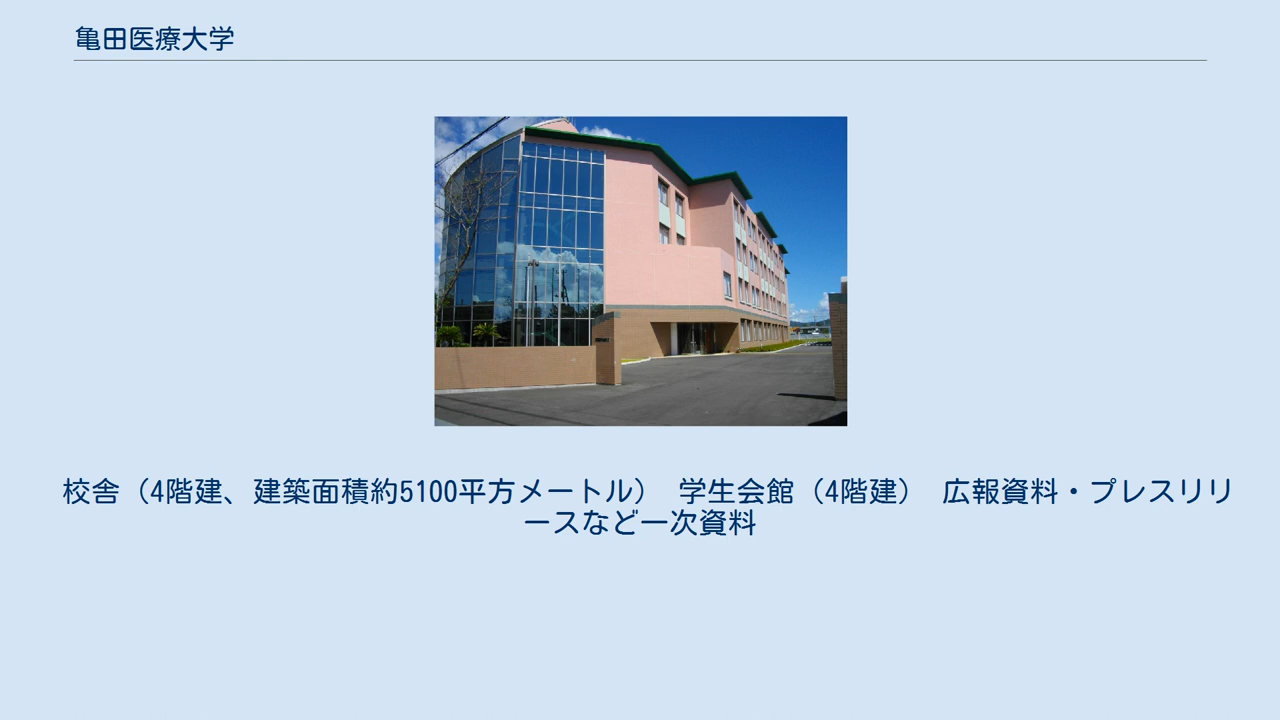 亀田医療大学
校舎（4階建、建築面積約5100平方メートル）　学生会館（4階建）　広報資料・プレスリリ
ースなど一次資料